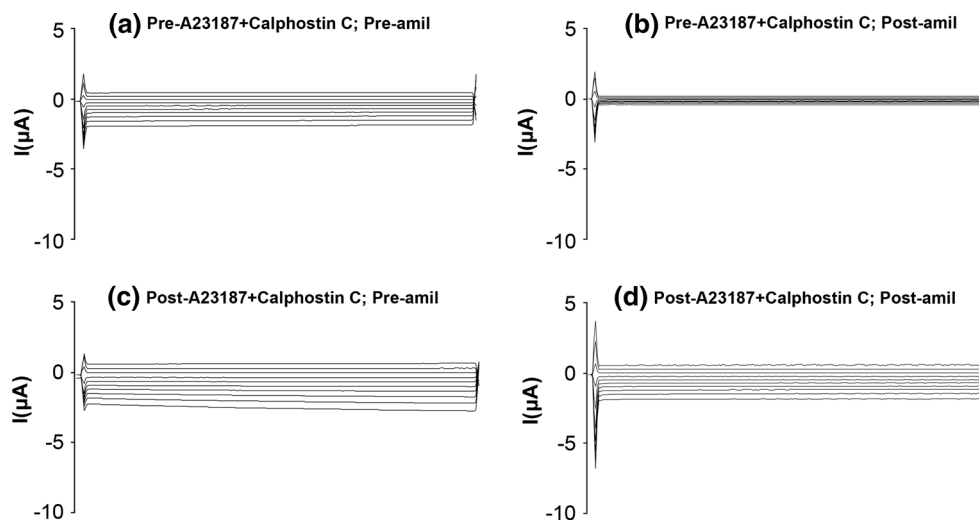 (a) Pre-A23187+Calphostin C; Pre-amil
5
0
-5
-10
I(µA)
(b) Pre-A23187+Calphostin C; Post-amil
5
0
-5
-10
I(µA)
(c) Post-A23187+Calphostin C; Pre-amil
5
0
-5
-10
I(µA)
(d) Post-A23187+Calphostin C; Post-amil
5
0
-5
-10
I(µA)